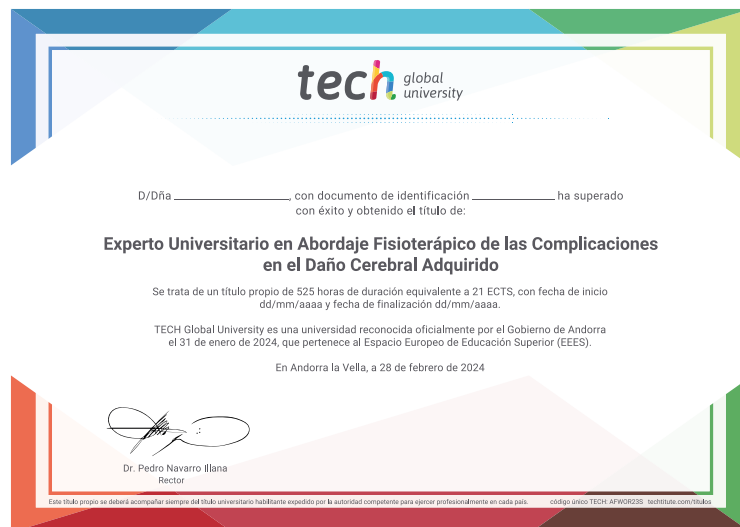 tech global university
D/Dña ____________________, con documento de identificación ______________ ha superado
con éxito y obtenido el título de:
Experto Universitario en Abordaje Fisioterápico de las Complicaciones
en el Daño Cerebral Adquirido
Se trata de un título propio de 525 horas de duración equivalente a 21 ECTS, con fecha de inicio
dd/mm/aaaa y fecha de finalización dd/mm/aaaa.
TECH Global University es una universidad reconocida oficialmente por el Gobierno de Andorra
el 31 de enero de 2024, que pertenece al Espacio Europeo de Educación Superior (EEES).
En Andorra la Vella, a 28 de febrero de 2024
Dr. Pedro Navarro Illana
Rector
Este título propio se deberá acompañar siempre del título universitario habilitante expedido por la autoridad competente para ejercer profesionalmente en cada país. código único TECH: AFWOR23S techtitute.com/titulos